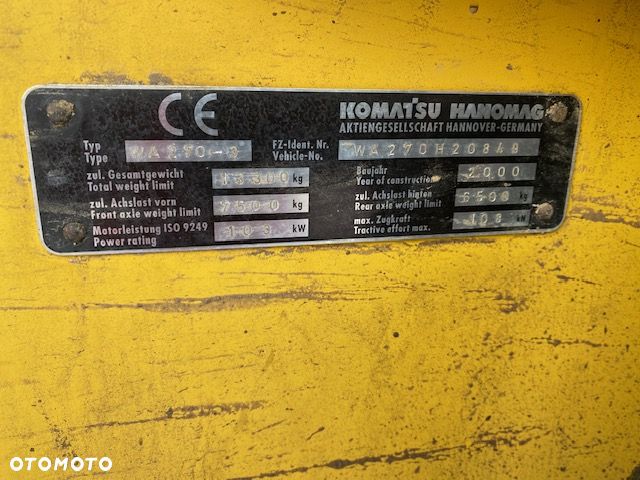 CE
KOMATSU HANOMAG
AKTIENGESELLSCHAFT HANNOVER-GERMANY
Typ
Type
WA 270-3
FZ-Ident. Nr.
Vehicle-No.
WA270H20849
zul. Gesamtgewicht
Total weight limit
13300 kg
Baujahr
Year of construction
2000
zul. Achslast vorn
Front axle weight limit
7500 kg
zul. Achslast hinten
Rear axle weight limit
6500 kg
Motorleistung ISO 9249
Power rating
103 kW
max. Zugkraft
Tractive effort max.
108 kN
OTOMOTO